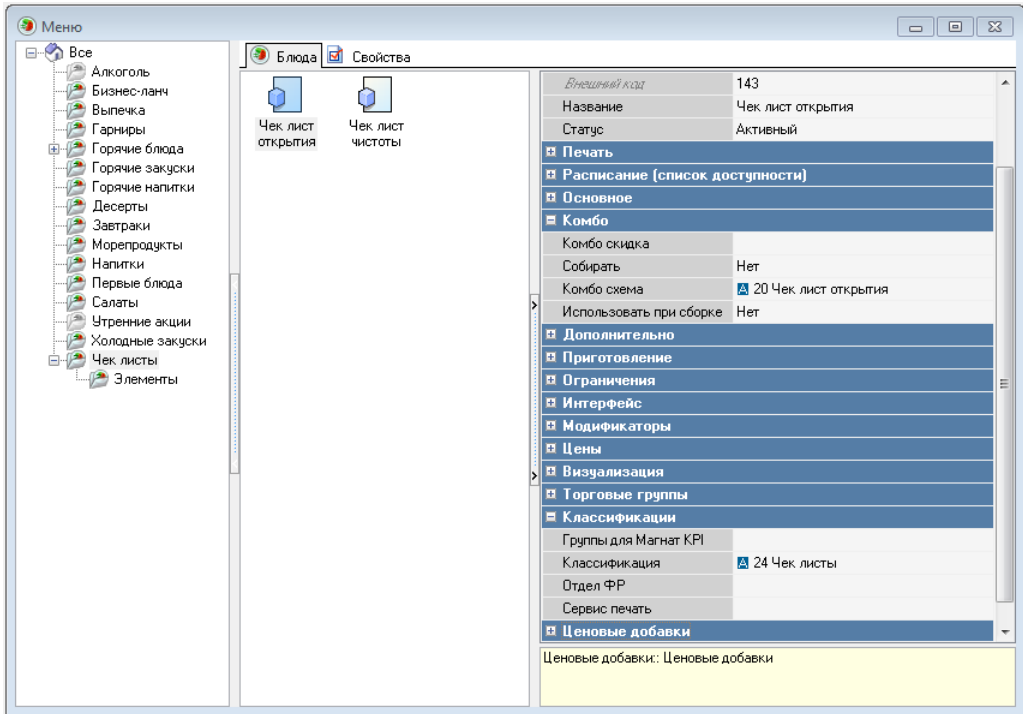 Меню
Все
Алкоголь
Бизнес-ланч
Выпечка
Гарниры
Горячие блюда
Горячие закуски
Горячие напитки
Десерты
Завтраки
Морепродукты
Напитки
Первые блюда
Салаты
Утренние акции
Холодные закуски
Чек листы
Элементы
Блюда Свойства
Чек лист открытия
Чек лист чистоты
Внешний код 143
Название Чек лист открытия
Статус Активный
Печать
Расписание (список доступности)
Основное
Комбо
Комбо скидка
Собирать Нет
Комбо схема A 20 Чек лист открытия
Использовать при сборке Нет
Дополнительно
Приготовление
Ограничения
Интерфейс
Модификаторы
Цены
Визуализация
Торговые группы
Классификации
Группы для Магнат KPI
Классификация A 24 Чек листы
Отдел ФР
Сервис печать
Ценовые добавки
Ценовые добавки:: Ценовые добавки